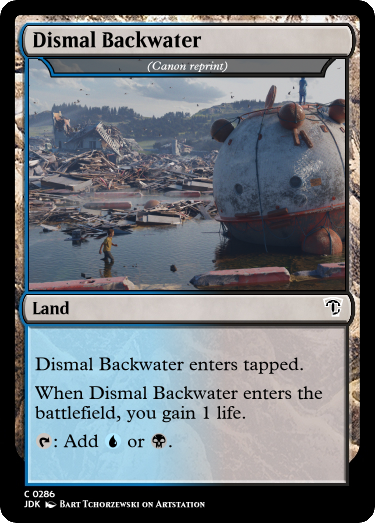 Dismal Backwater
(Canon reprint)
Land
Dismal Backwater enters tapped.
When Dismal Backwater enters the
battlefield, you gain 1 life.
: Add or .
C 0286
JDK Bart Tchorzewski on Artstation